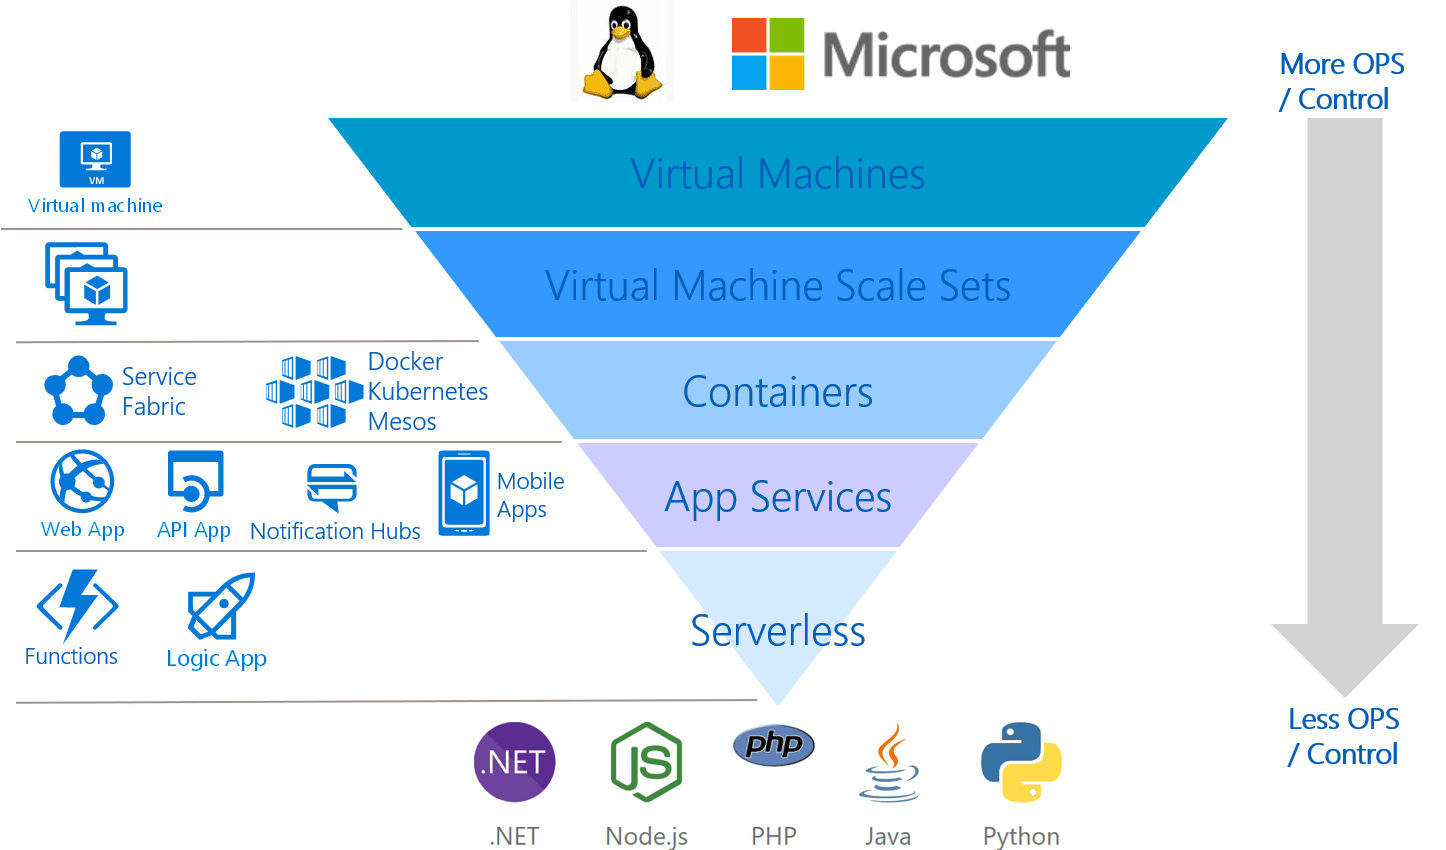 Microsoft
More OPS
/ Control
VM
Virtual machine
Virtual Machines
Virtual Machine Scale Sets
Service
Fabric
Docker
Kubernetes
Mesos
Containers
Web App
API App
Notification Hubs
Mobile
Apps
App Services
Functions
Logic App
Serverless
Less OPS
/ Control
.NET
JS
php
.NET
Node.js
PHP
Java
Python